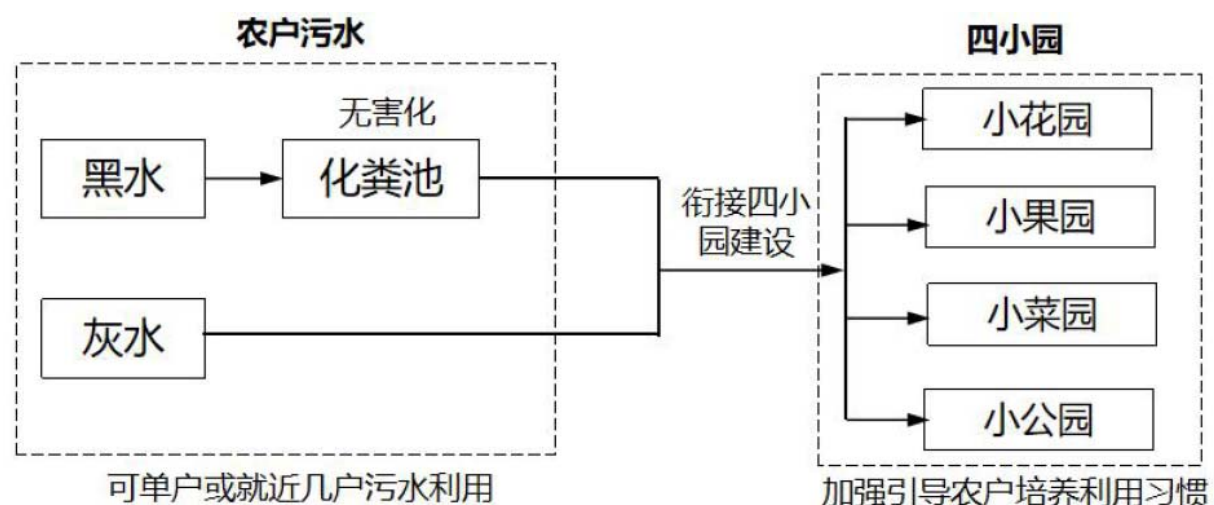 农户污水
四小园
无害化
黑水
化粪池
灰水
衔接四小
园建设
小花园
小果园
小菜园
小公园
可单户或就近几户污水利用
加强引导农户培养利用习惯